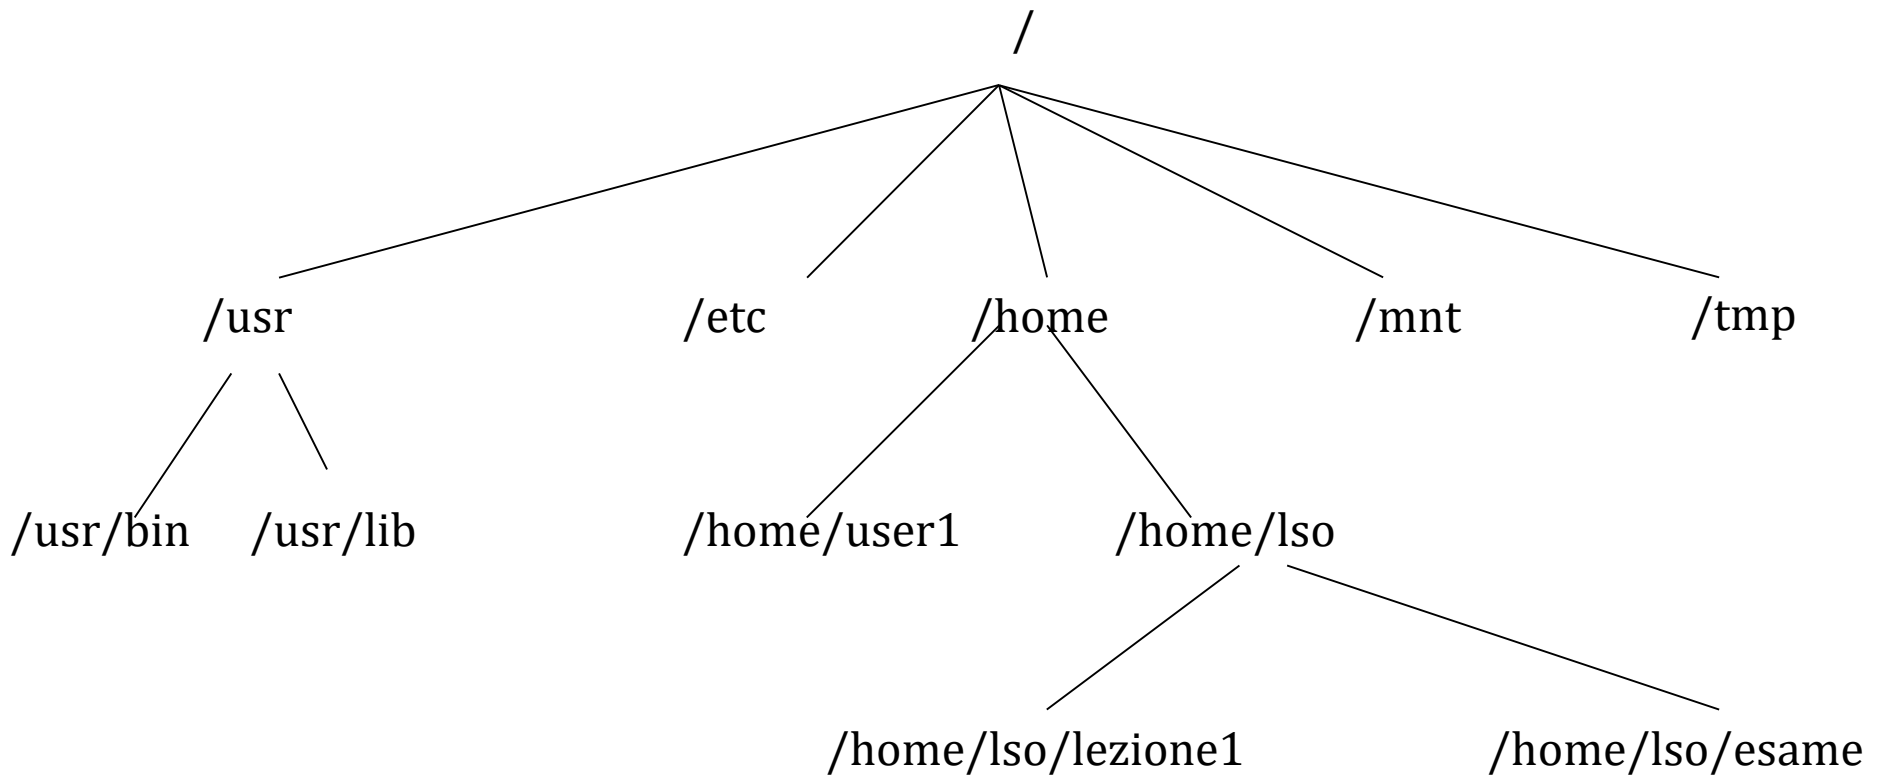 /
/usr /etc /home /mnt /tmp
/usr/bin /usr/lib /home/user1 /home/lso
/home/lso/lezione1 /home/lso/esame